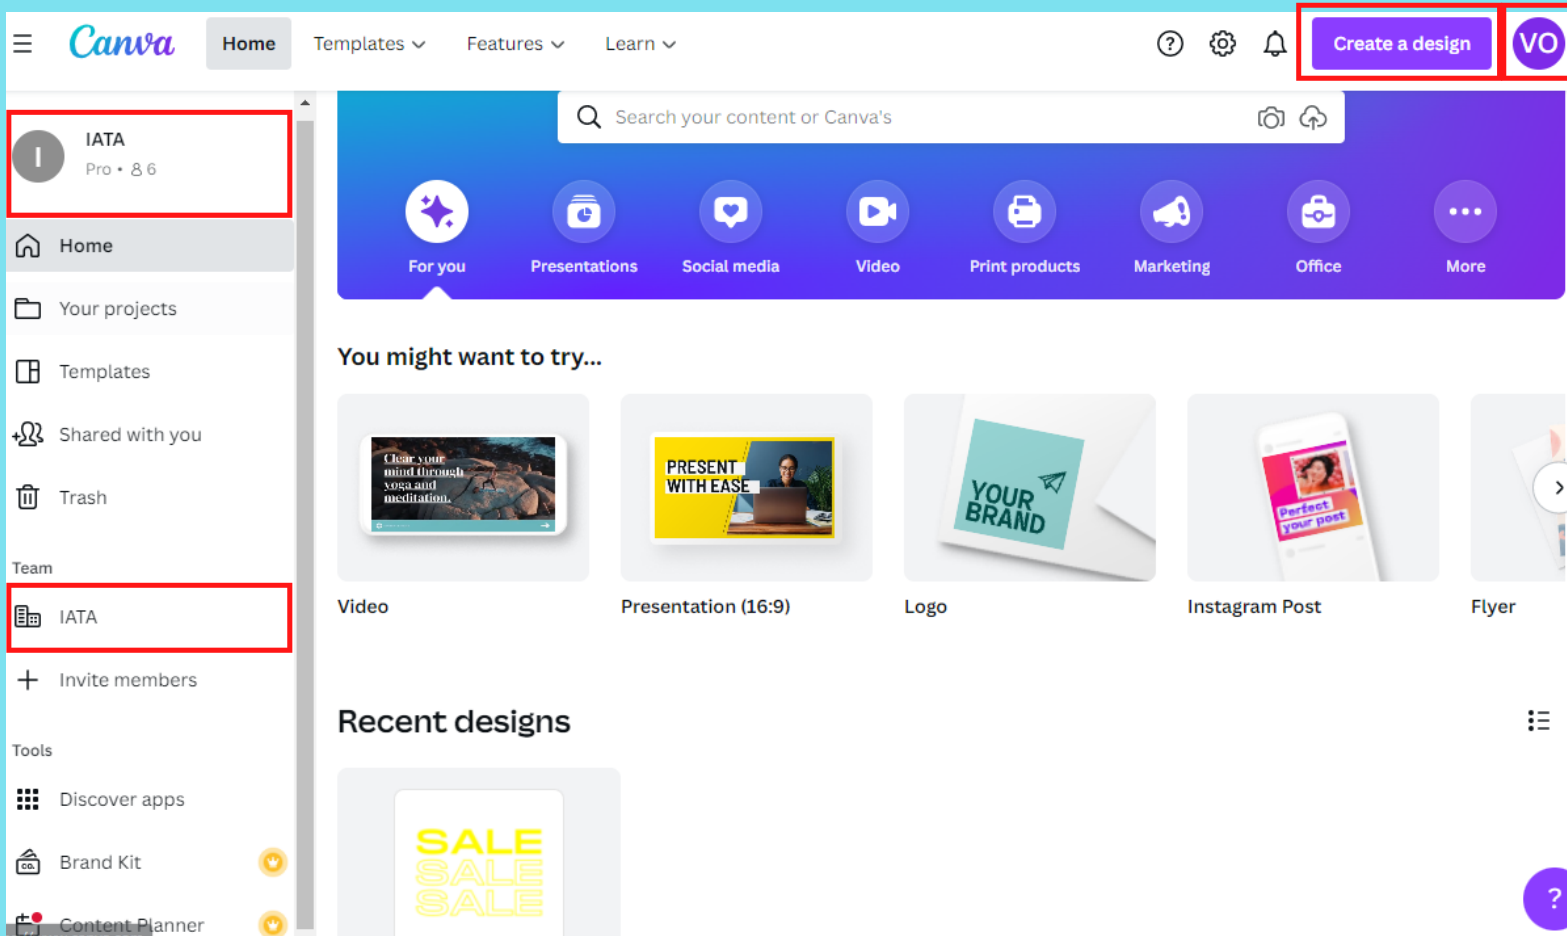 Canva
Home
Templates
Features
Learn
Create a design
VO
I
IATA
Pro • 6
Home
Your projects
Templates
Shared with you
Trash
Team
IATA
Invite members
Tools
Discover apps
CO.
Brand Kit
Content Planner
Search your content or Canva's
For you
Presentations
Social media
Video
Print products
Marketing
Office
More
You might want to try...
Clear your
mind through
yoga and
meditation.
PRESENT
WITH EASE
YOUR
BRAND
Perfect
your post
Video
Presentation (16:9)
Logo
Instagram Post
Flyer
Recent designs
SALE
SALE
SALE
?